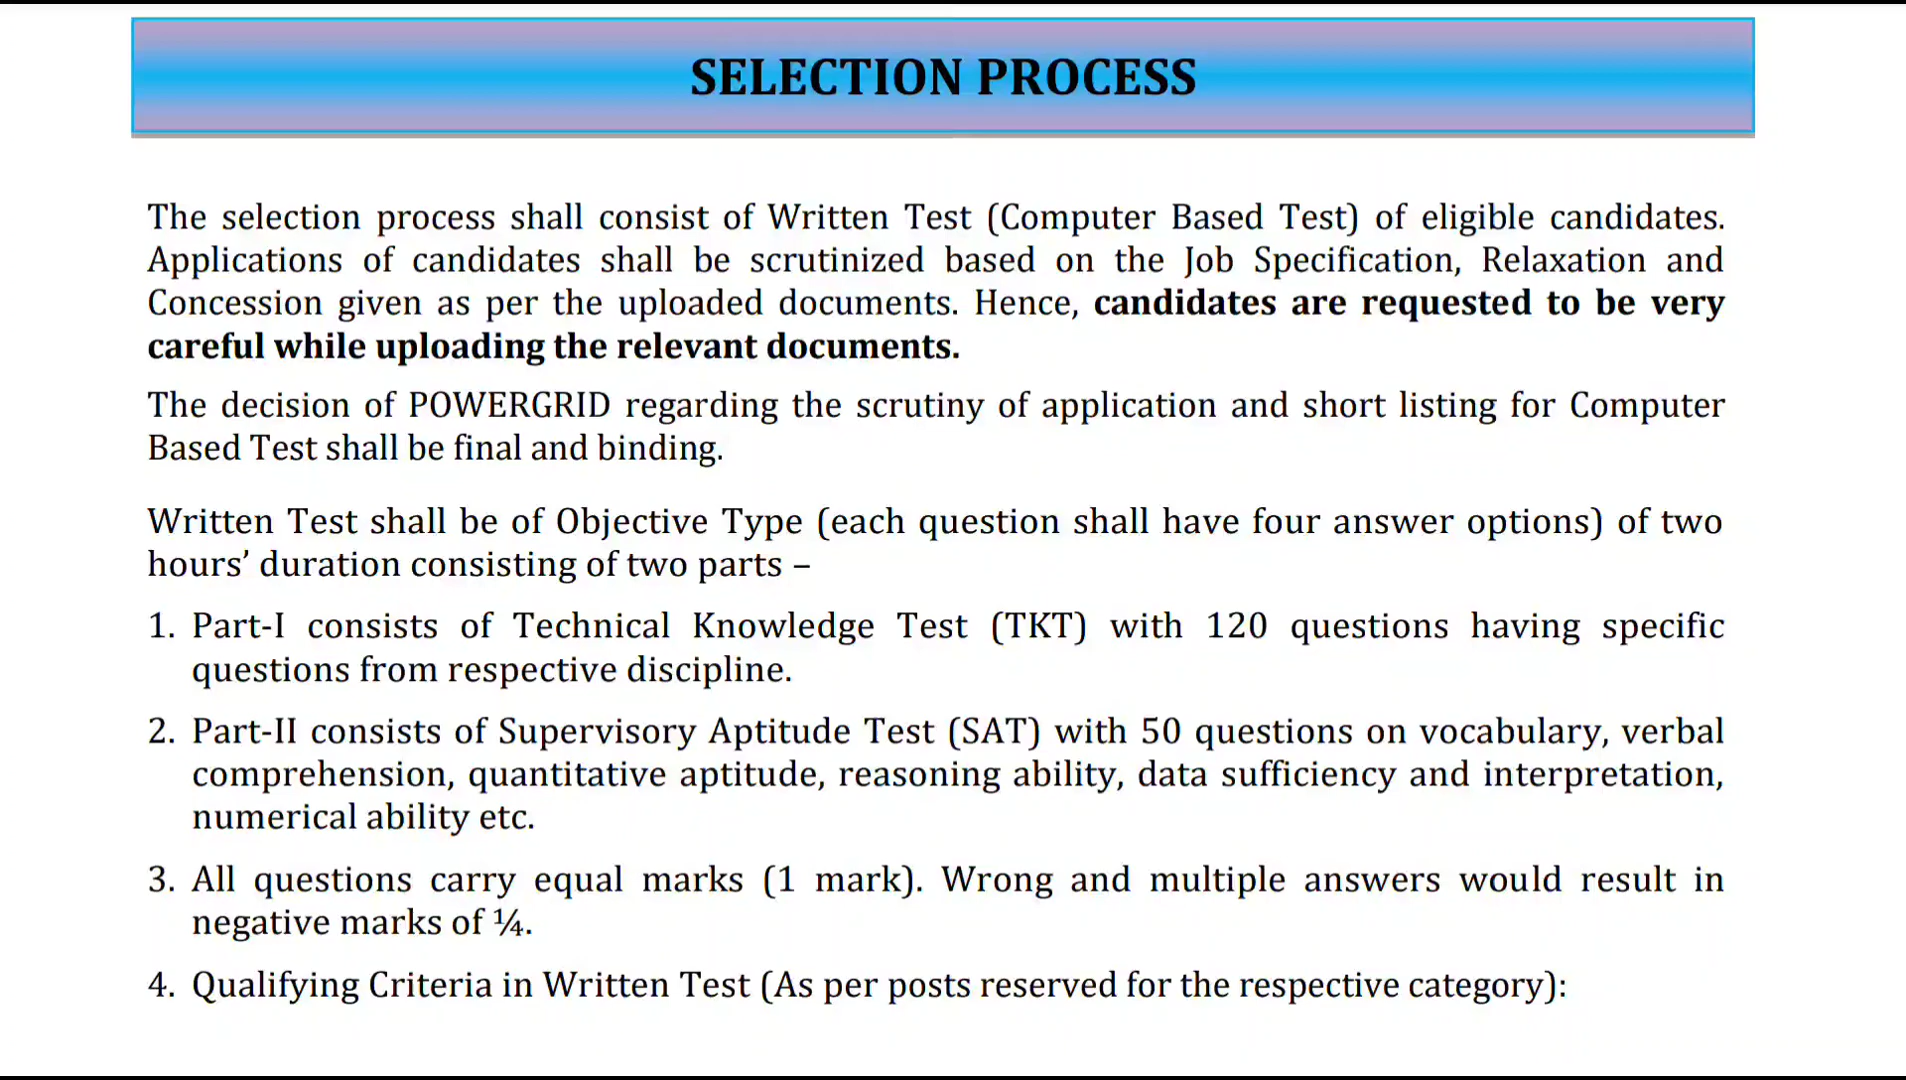 SELECTION PROCESS
The selection process shall consist of Written Test (Computer Based Test) of eligible candidates.
Applications of candidates shall be scrutinized based on the Job Specification, Relaxation and
Concession given as per the uploaded documents. Hence, candidates are requested to be very
careful while uploading the relevant documents.
The decision of POWERGRID regarding the scrutiny of application and short listing for Computer
Based Test shall be final and binding.
Written Test shall be of Objective Type (each question shall have four answer options) of two
hours’ duration consisting of two parts –
1. Part-I consists of Technical Knowledge Test (TKT) with 120 questions having specific
questions from respective discipline.
2. Part-II consists of Supervisory Aptitude Test (SAT) with 50 questions on vocabulary, verbal
comprehension, quantitative aptitude, reasoning ability, data sufficiency and interpretation,
numerical ability etc.
3. All questions carry equal marks (1 mark). Wrong and multiple answers would result in
negative marks of ¼.
4. Qualifying Criteria in Written Test (As per posts reserved for the respective category):